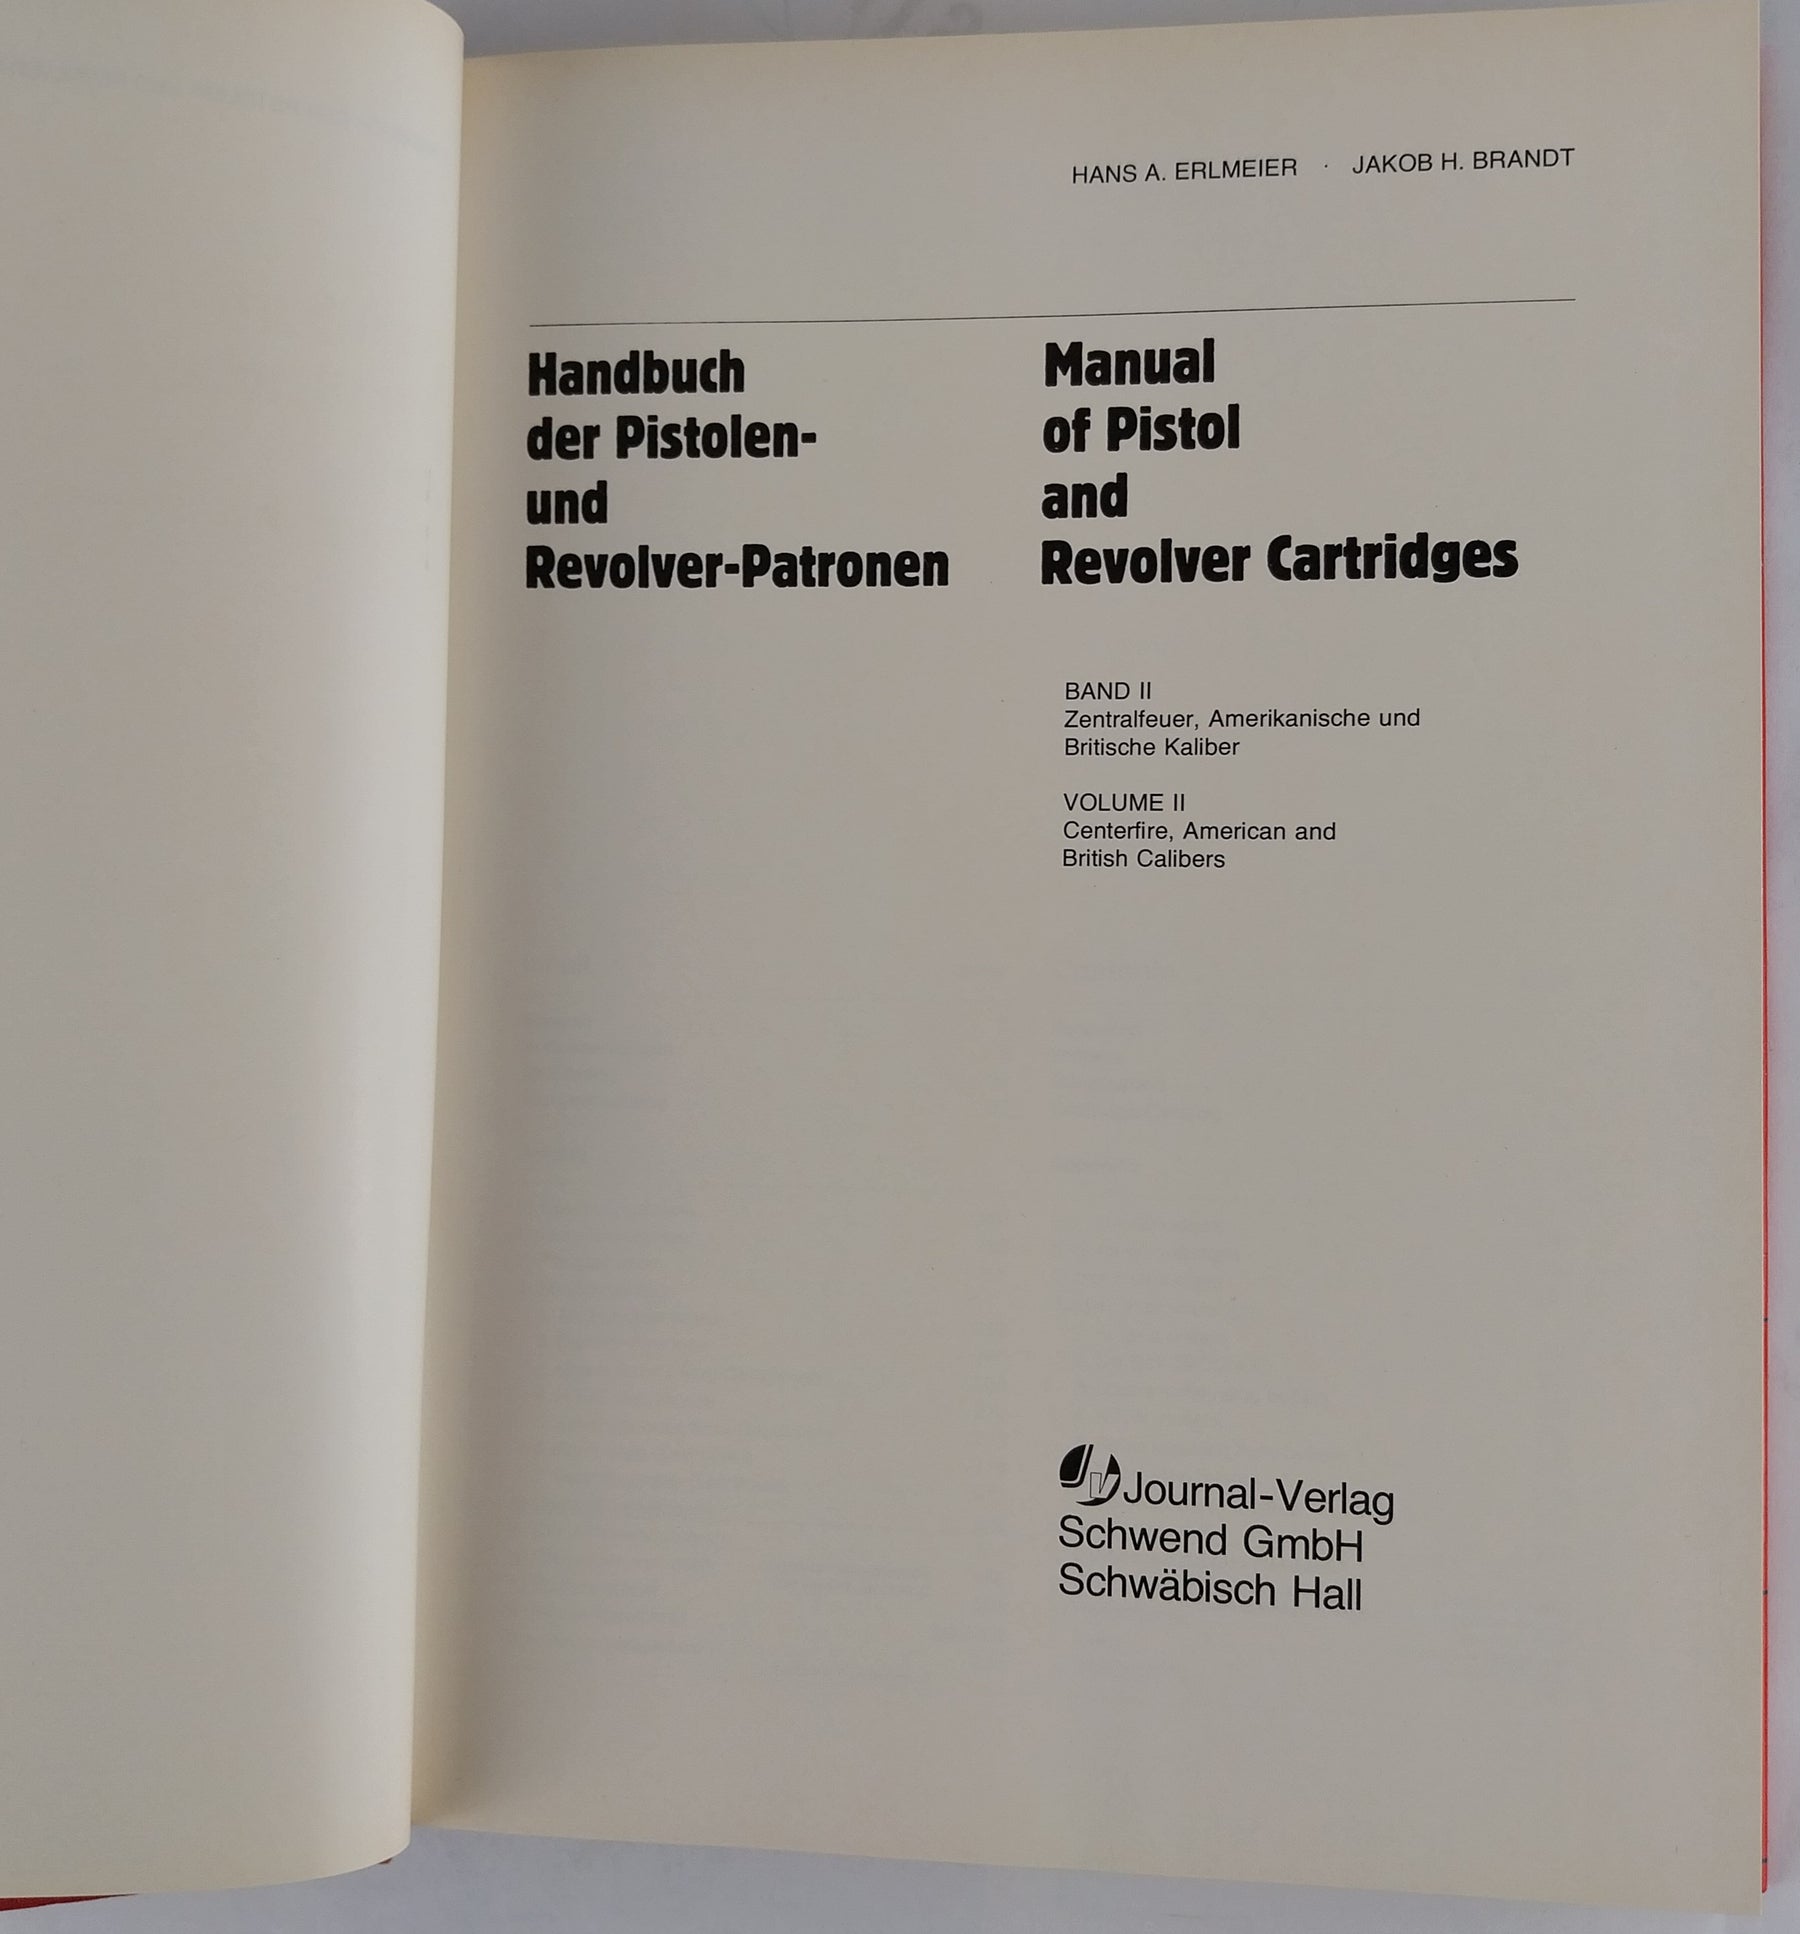 HANS A. ERLMEIER · JAKOB H. BRANDT
Handbuch
der Pistolen-
und
Revolver-Patronen
Manual
of Pistol
and
Revolver Cartridges
BAND II
Zentralfeuer, Amerikanische und
Britische Kaliber
VOLUME II
Centerfire, American and
British Calibers
Journal-Verlag
Schwend GmbH
Schwäbisch Hall